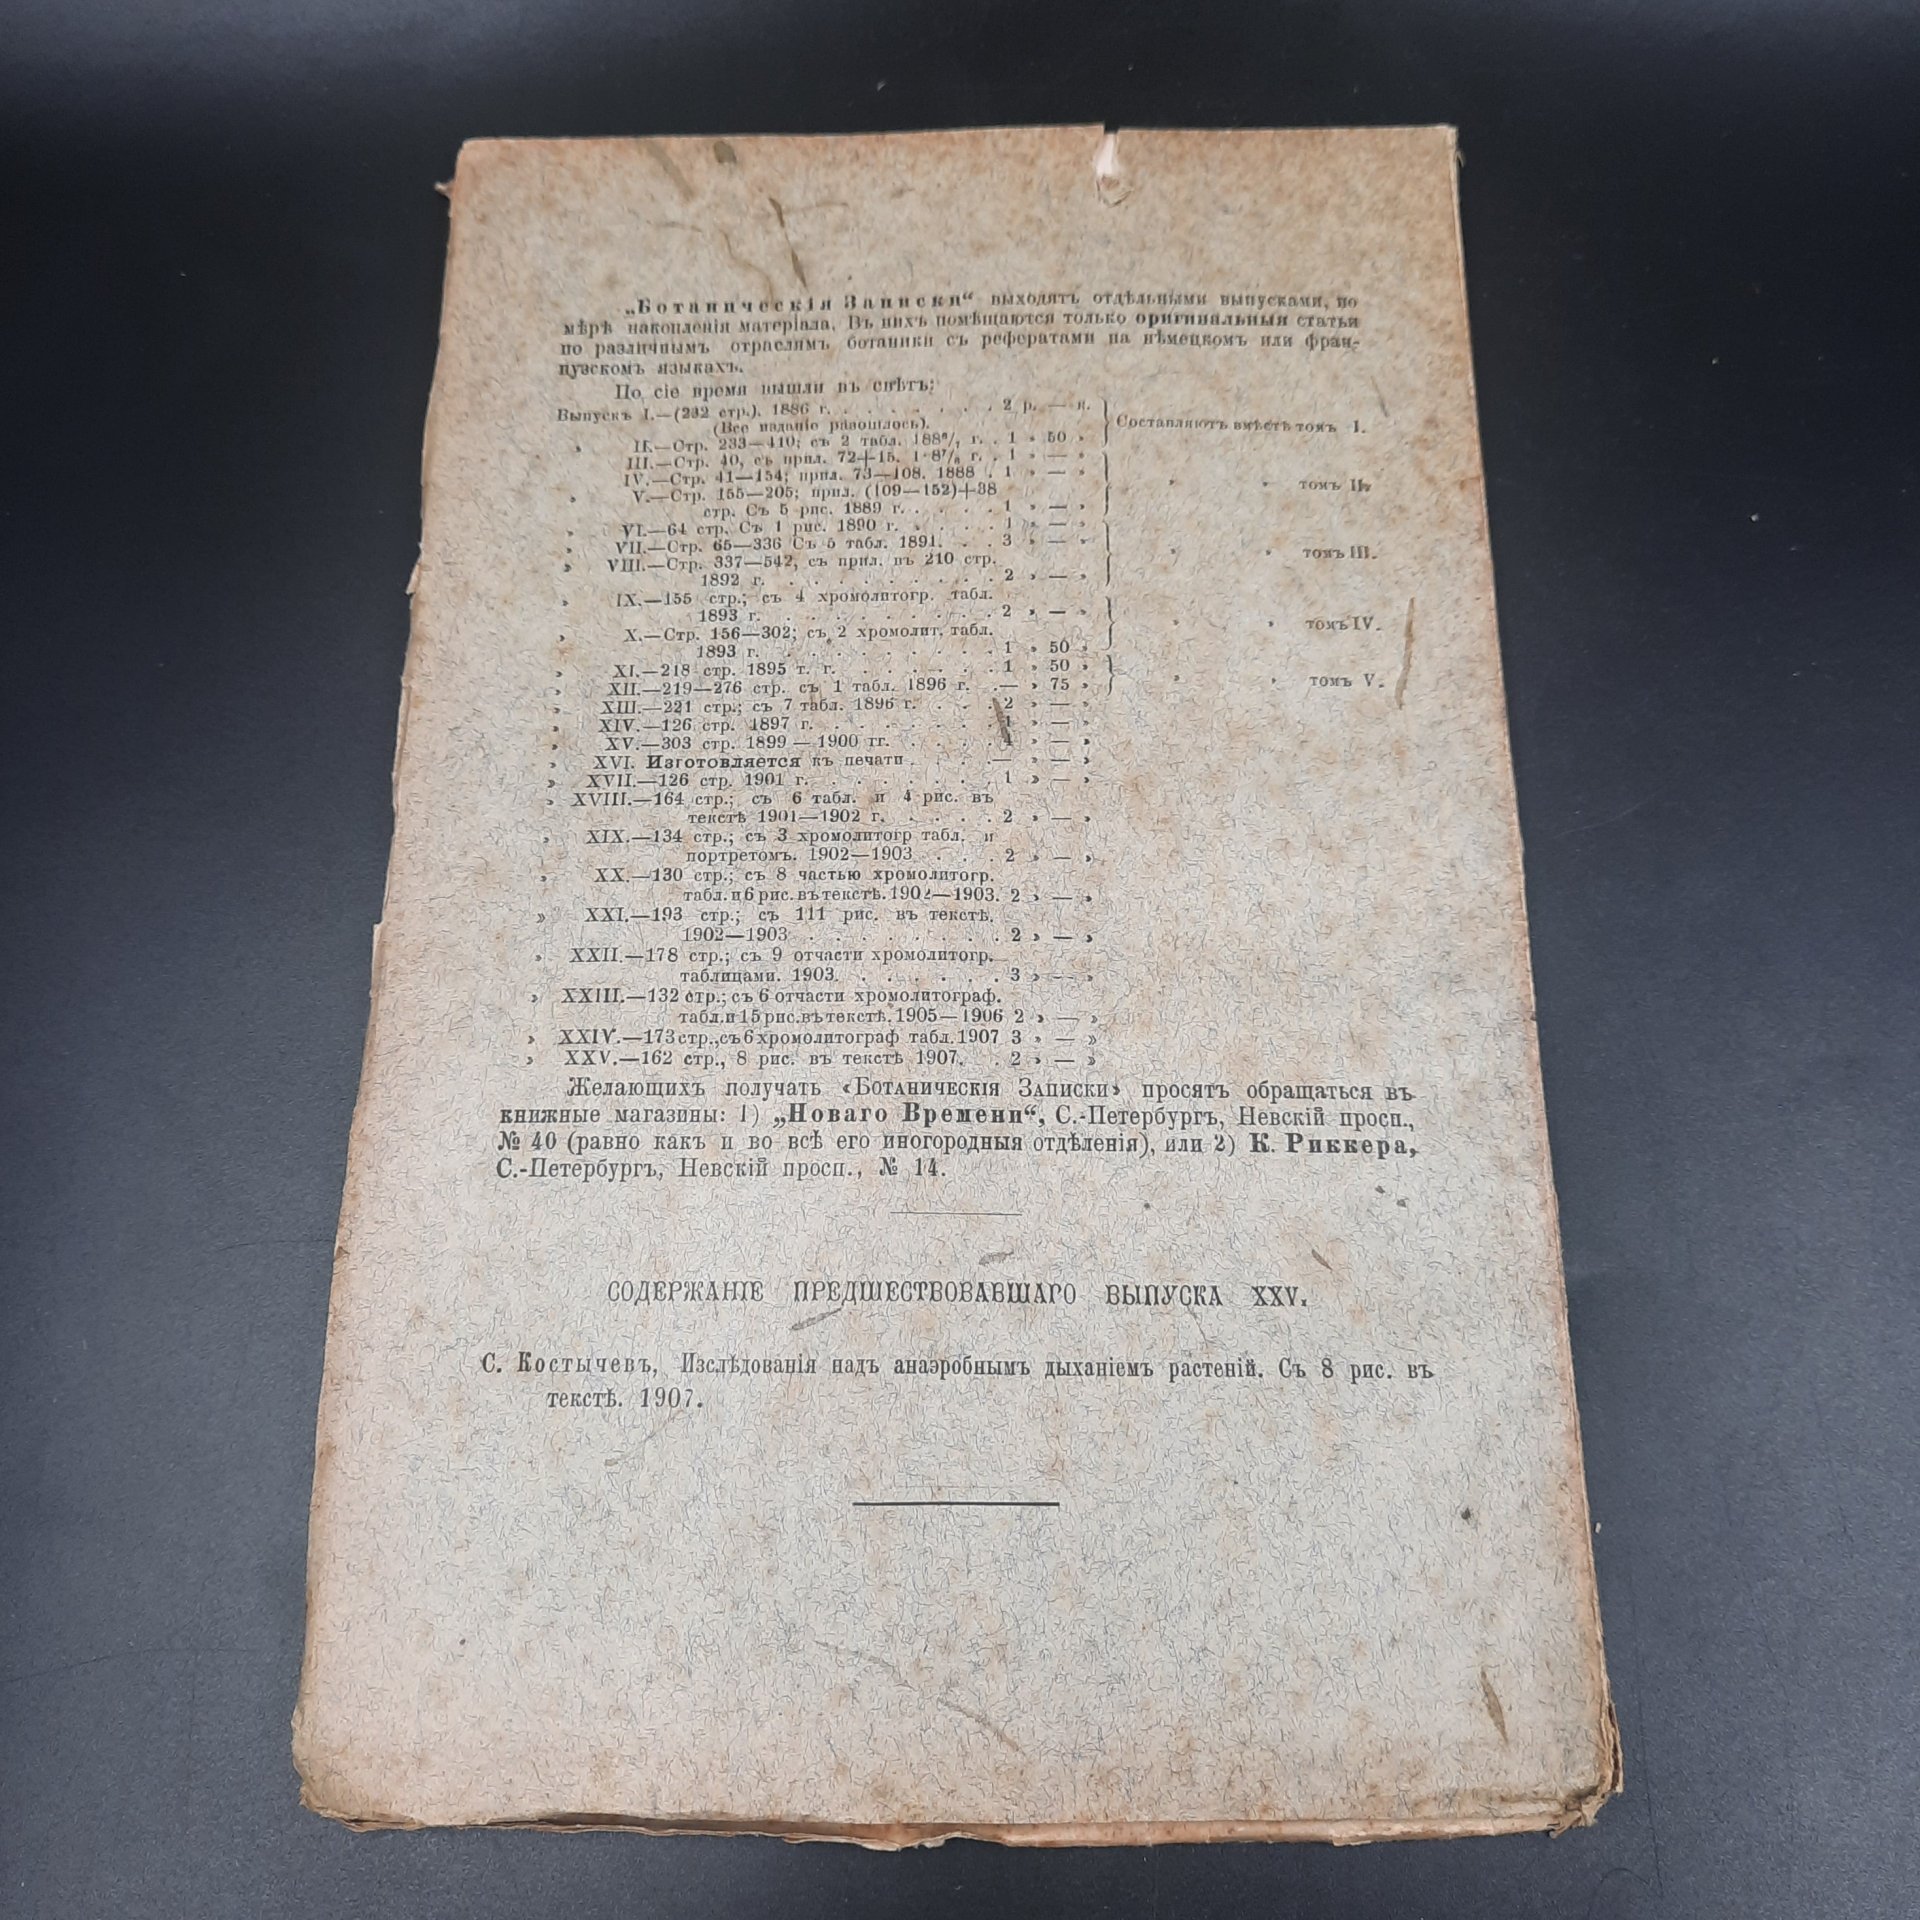 „Ботаническія Записки“ выходятъ отдѣльными выпусками, по
мѣрѣ накопленія матеріала. Въ нихъ помѣщаются только оригинальныя статьи
по различнымъ отраслямъ ботаники съ рефератами на нѣмецкомъ или фран-
цузскомъ языкахъ.
По сіе время вышли въ свѣтъ:
Выпускъ I.—(232 стр.). 1886 г. . . . . . . . 2 р. — к. Составляютъ вмѣстѣ томъ I.
(Все изданіе разошлось).
» II.—Стр. 233—410; съ 2 табл. 188⁶/₇ г. . 1 » 50 »
III.—Стр. 40, съ прил. 72+15. 1·8⁷/₈ г. . 1 » — »
IV.—Стр. 41—154; прил. 73—108. 1888 . 1 » — »
» V.—Стр. 155—205; прил. (109—152)+38 » » томъ II.
стр. Съ 5 рис. 1889 г. . . . . 1 » — »
» VI.—64 стр. Съ 1 рис. 1890 г. . . . . 1 » — »
» VII.—Стр. 65—336 Съ 5 табл. 1891. . . 3 » — » » » томъ III.
» VIII.—Стр. 337—542, съ прил. въ 210 стр.
1892 г. . . . . . . . . . 2 » — »
» IX.—155 стр.; съ 4 хромолитогр. табл.
1893 г. . . . . . . . . . 2 » — » » » томъ IV.
» X.—Стр. 156—302; съ 2 хромолит. табл.
1893 г. . . . . . . . . . 1 » 50 »
» XI.—218 стр. 1895 г. г. . . . . . . 1 » 50 »
» XII.—219—276 стр. съ 1 табл. 1896 г. .— » 75 » » » томъ V.
» XIII.—221 стр.; съ 7 табл. 1896 г. . . . 2 » — »
» XIV.—126 стр. 1897 г. . . . . . . . 1 » — »
» XV.—303 стр. 1899 — 1900 гг. . . . . » — »
» XVI. Изготовляется къ печати . . . .— » — »
» XVII.—126 стр. 1901 г. . . . . . . . 1 » — »
» XVIII.—164 стр.; съ 6 табл. и 4 рис. въ
текстѣ 1901—1902 г. . . . . 2 » — »
» XIX.—134 стр.; съ 3 хромолитогр табл. и
портретомъ. 1902—1903 . . . . 2 » — »
» XX.—130 стр.; съ 8 частью хромолитогр.
табл. и 6 рис. въ текстѣ. 1902—1903. 2 » — »
» XXI.—193 стр.; съ 111 рис. въ текстѣ.
1902—1903 . . . . . . . . 2 » — »
» XXII.—178 стр.; съ 9 отчасти хромолитогр.
таблицами. 1903. . . . . . . 3 » — »
» XXIII.—132 стр.; съ 6 отчасти хромолитограф.
табл. и 15 рис. въ текстѣ. 1905—1906 2 » — »
» XXIV.—173 стр., съ 6 хромолитограф табл. 1907 3 » — »
» XXV.—162 стр., 8 рис. въ текстѣ 1907. . 2 » — »
Желающихъ получать «Ботаническія Записки» просятъ обращаться въ
книжные магазины: 1) „Новаго Времени“, С.-Петербургъ, Невскій просп.,
№ 40 (равно какъ и во всѣ его иногородныя отдѣленія), или 2) К. Риккера,
С.-Петербургъ, Невскій просп., № 14.
СОДЕРЖАНІЕ ПРЕДШЕСТВОВАВШАГО ВЫПУСКА XXV.
С. Костычевъ, Изслѣдованія надъ анаэробнымъ дыханіемъ растеній. Съ 8 рис. въ
текстѣ. 1907.